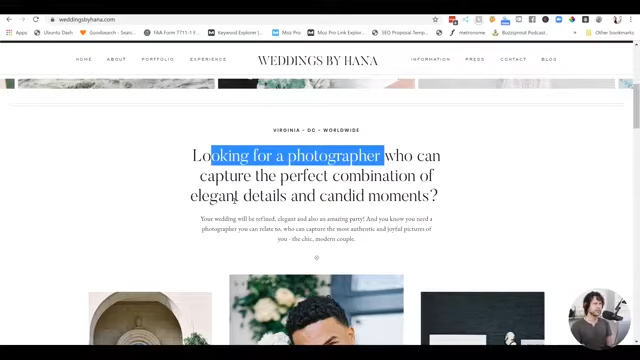 weddingsbyhana.com
Apps Ubuntu Dash Gundisearch - Searc FAA Form 7711-1 F Keyword Explorer | Moz Pro Moz Pro Link Explor SEO Proposal Temp metronome Buzzsprout Podcast Other bookmarks
HOME ABOUT PORTFOLIO EXPERIENCE WEDDINGS BY HANA INFORMATION PRESS CONTACT BLOG
VIRGINIA - DC - WORLDWIDE
Looking for a photographer who can
capture the perfect combination of
elegant details and candid moments?
Your wedding will be refined, elegant and also an amazing party! And you know you need a
photographer you can relate to, who can capture the most authentic and joyful pictures of
you - the chic, modern couple.